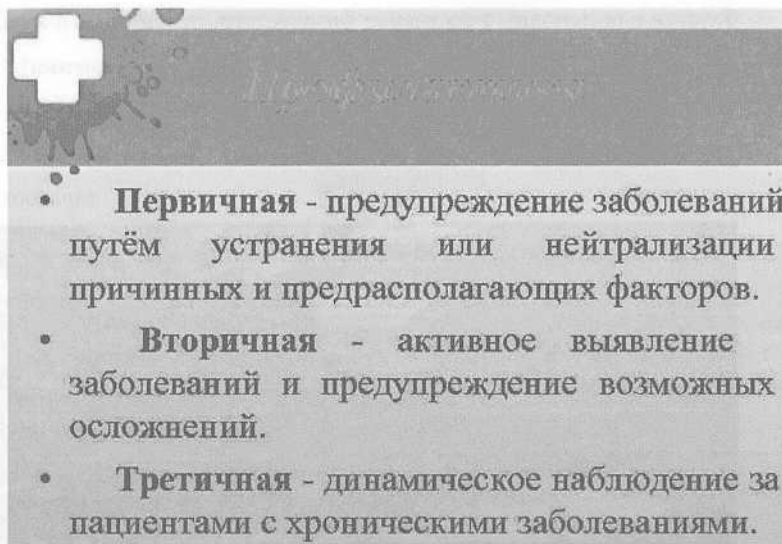 Профилактика
Первичная - предупреждение заболеваний
путём устранения или нейтрализации
причинных и предрасполагающих факторов.
• Вторичная - активное выявление
заболеваний и предупреждение возможных
осложнений.
• Третичная - динамическое наблюдение за
пациентами с хроническими заболеваниями.